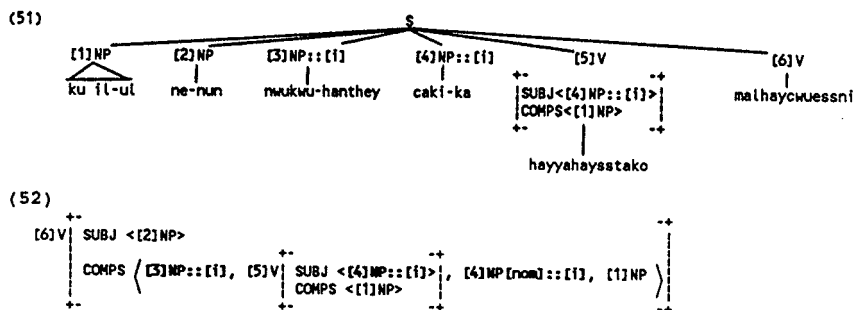 (51)
S
[1]NP [2]NP [3]NP::[i] [4]NP::[i] [5]V [6]V
ku il-ul ne-nun nwukwu-hanthey caki-ka SUBJ<[4]NP::[i]> malhaycwuessni
COMPS<[1]NP>
hayyahaysstako
(52)
[6]V SUBJ <[2]NP>
COMPS ⟨ [3]NP::[i], [5]V SUBJ <[4]NP::[i]> , [4]NP[nom]::[i], [1]NP ⟩
COMPS <[1]NP>